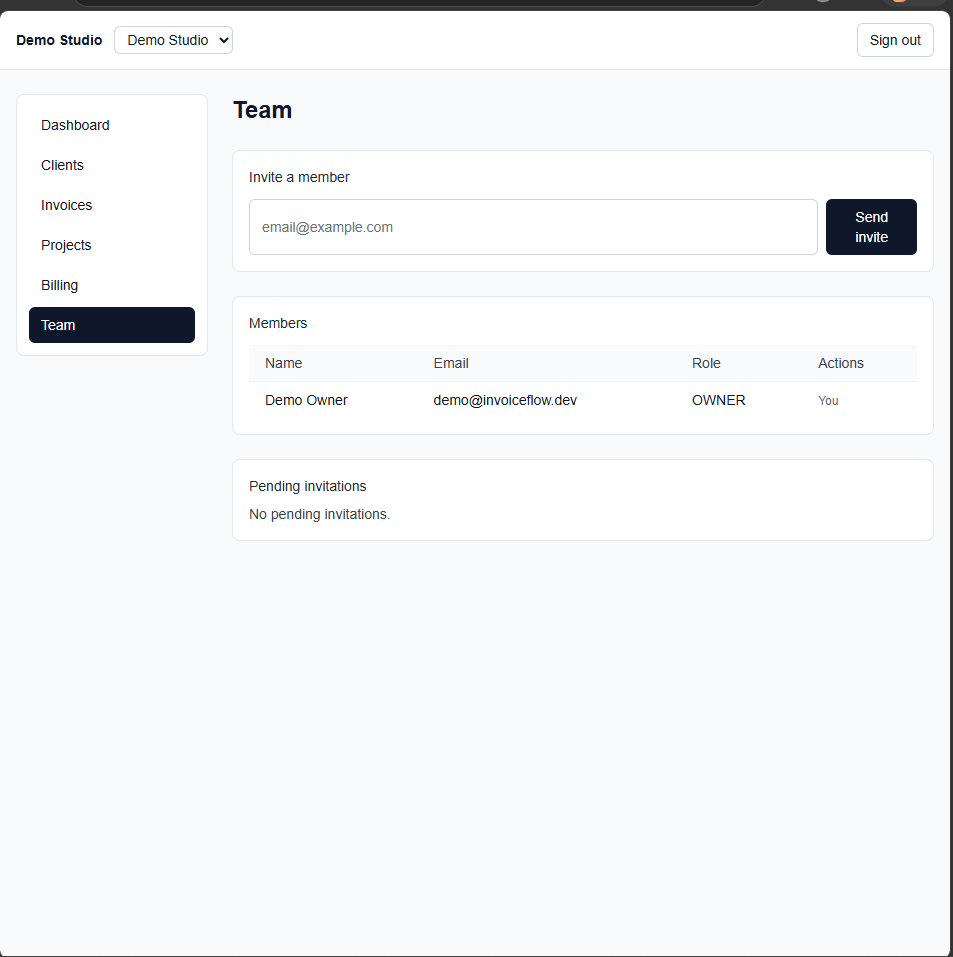 Demo Studio Demo Studio Sign out
Dashboard
Clients
Invoices
Projects
Billing
Team
Team
Invite a member
email@example.com
Send
invite
Members
Name Email Role Actions
Demo Owner demo@invoiceflow.dev OWNER You
Pending invitations
No pending invitations.